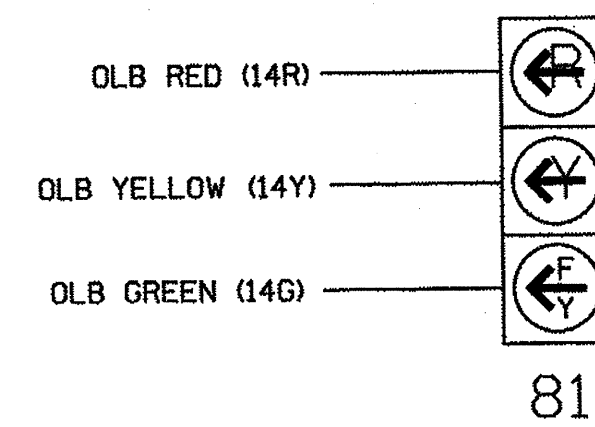 OLB RED (14R) R
OLB YELLOW (14Y) Y
OLB GREEN (14G) F
Y
81